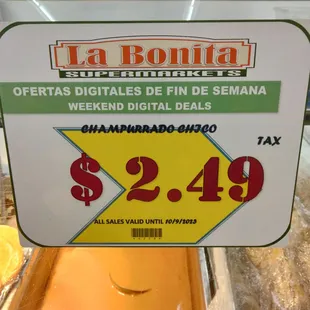 La Bonita
SUPERMARKETS
OFERTAS DIGITALES DE FIN DE SEMANA
WEEKEND DIGITAL DEALS
CHAMPURRADO CHICO
TAX
$ 2.49
ALL SALES VALID UNTIL 10/9/2023